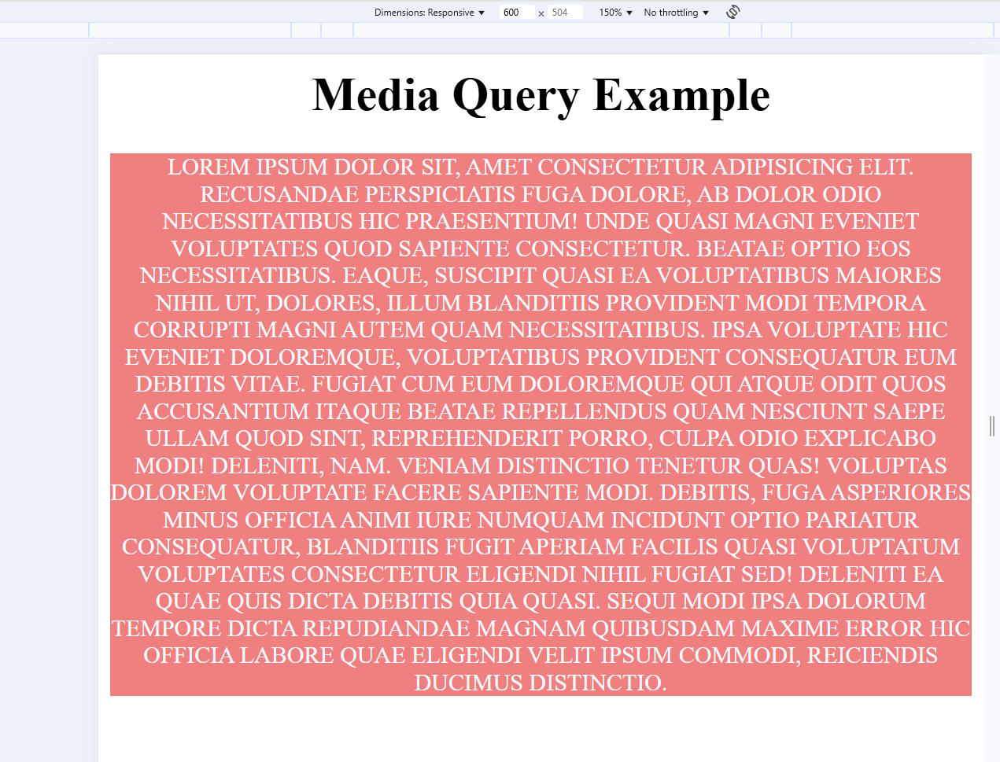 Dimensions: Responsive ▼ 600 × 504 150% ▼ No throttling ▼
Media Query Example
LOREM IPSUM DOLOR SIT, AMET CONSECTETUR ADIPISICING ELIT.
RECUSANDAE PERSPICIATIS FUGA DOLORE, AB DOLOR ODIO
NECESSITATIBUS HIC PRAESENTIUM! UNDE QUASI MAGNI EVENIET
VOLUPTATES QUOD SAPIENTE CONSECTETUR. BEATAE OPTIO EOS
NECESSITATIBUS. EAQUE, SUSCIPIT QUASI EA VOLUPTATIBUS MAIORES
NIHIL UT, DOLORES, ILLUM BLANDITIIS PROVIDENT MODI TEMPORA
CORRUPTI MAGNI AUTEM QUAM NECESSITATIBUS. IPSA VOLUPTATE HIC
EVENIET DOLOREMQUE, VOLUPTATIBUS PROVIDENT CONSEQUATUR EUM
DEBITIS VITAE. FUGIAT CUM EUM DOLOREMQUE QUI ATQUE ODIT QUOS
ACCUSANTIUM ITAQUE BEATAE REPELLENDUS QUAM NESCIUNT SAEPE
ULLAM QUOD SINT, REPREHENDERIT PORRO, CULPA ODIO EXPLICABO
MODI! DELENITI, NAM. VENIAM DISTINCTIO TENETUR QUAS! VOLUPTAS
DOLOREM VOLUPTATE FACERE SAPIENTE MODI. DEBITIS, FUGA ASPERIORES
MINUS OFFICIA ANIMI IURE NUMQUAM INCIDUNT OPTIO PARIATUR
CONSEQUATUR, BLANDITIIS FUGIT APERIAM FACILIS QUASI VOLUPTATUM
VOLUPTATES CONSECTETUR ELIGENDI NIHIL FUGIAT SED! DELENITI EA
QUAE QUIS DICTA DEBITIS QUIA QUASI. SEQUI MODI IPSA DOLORUM
TEMPORE DICTA REPUDIANDAE MAGNAM QUIBUSDAM MAXIME ERROR HIC
OFFICIA LABORE QUAE ELIGENDI VELIT IPSUM COMMODI, REICIENDIS
DUCIMUS DISTINCTIO.